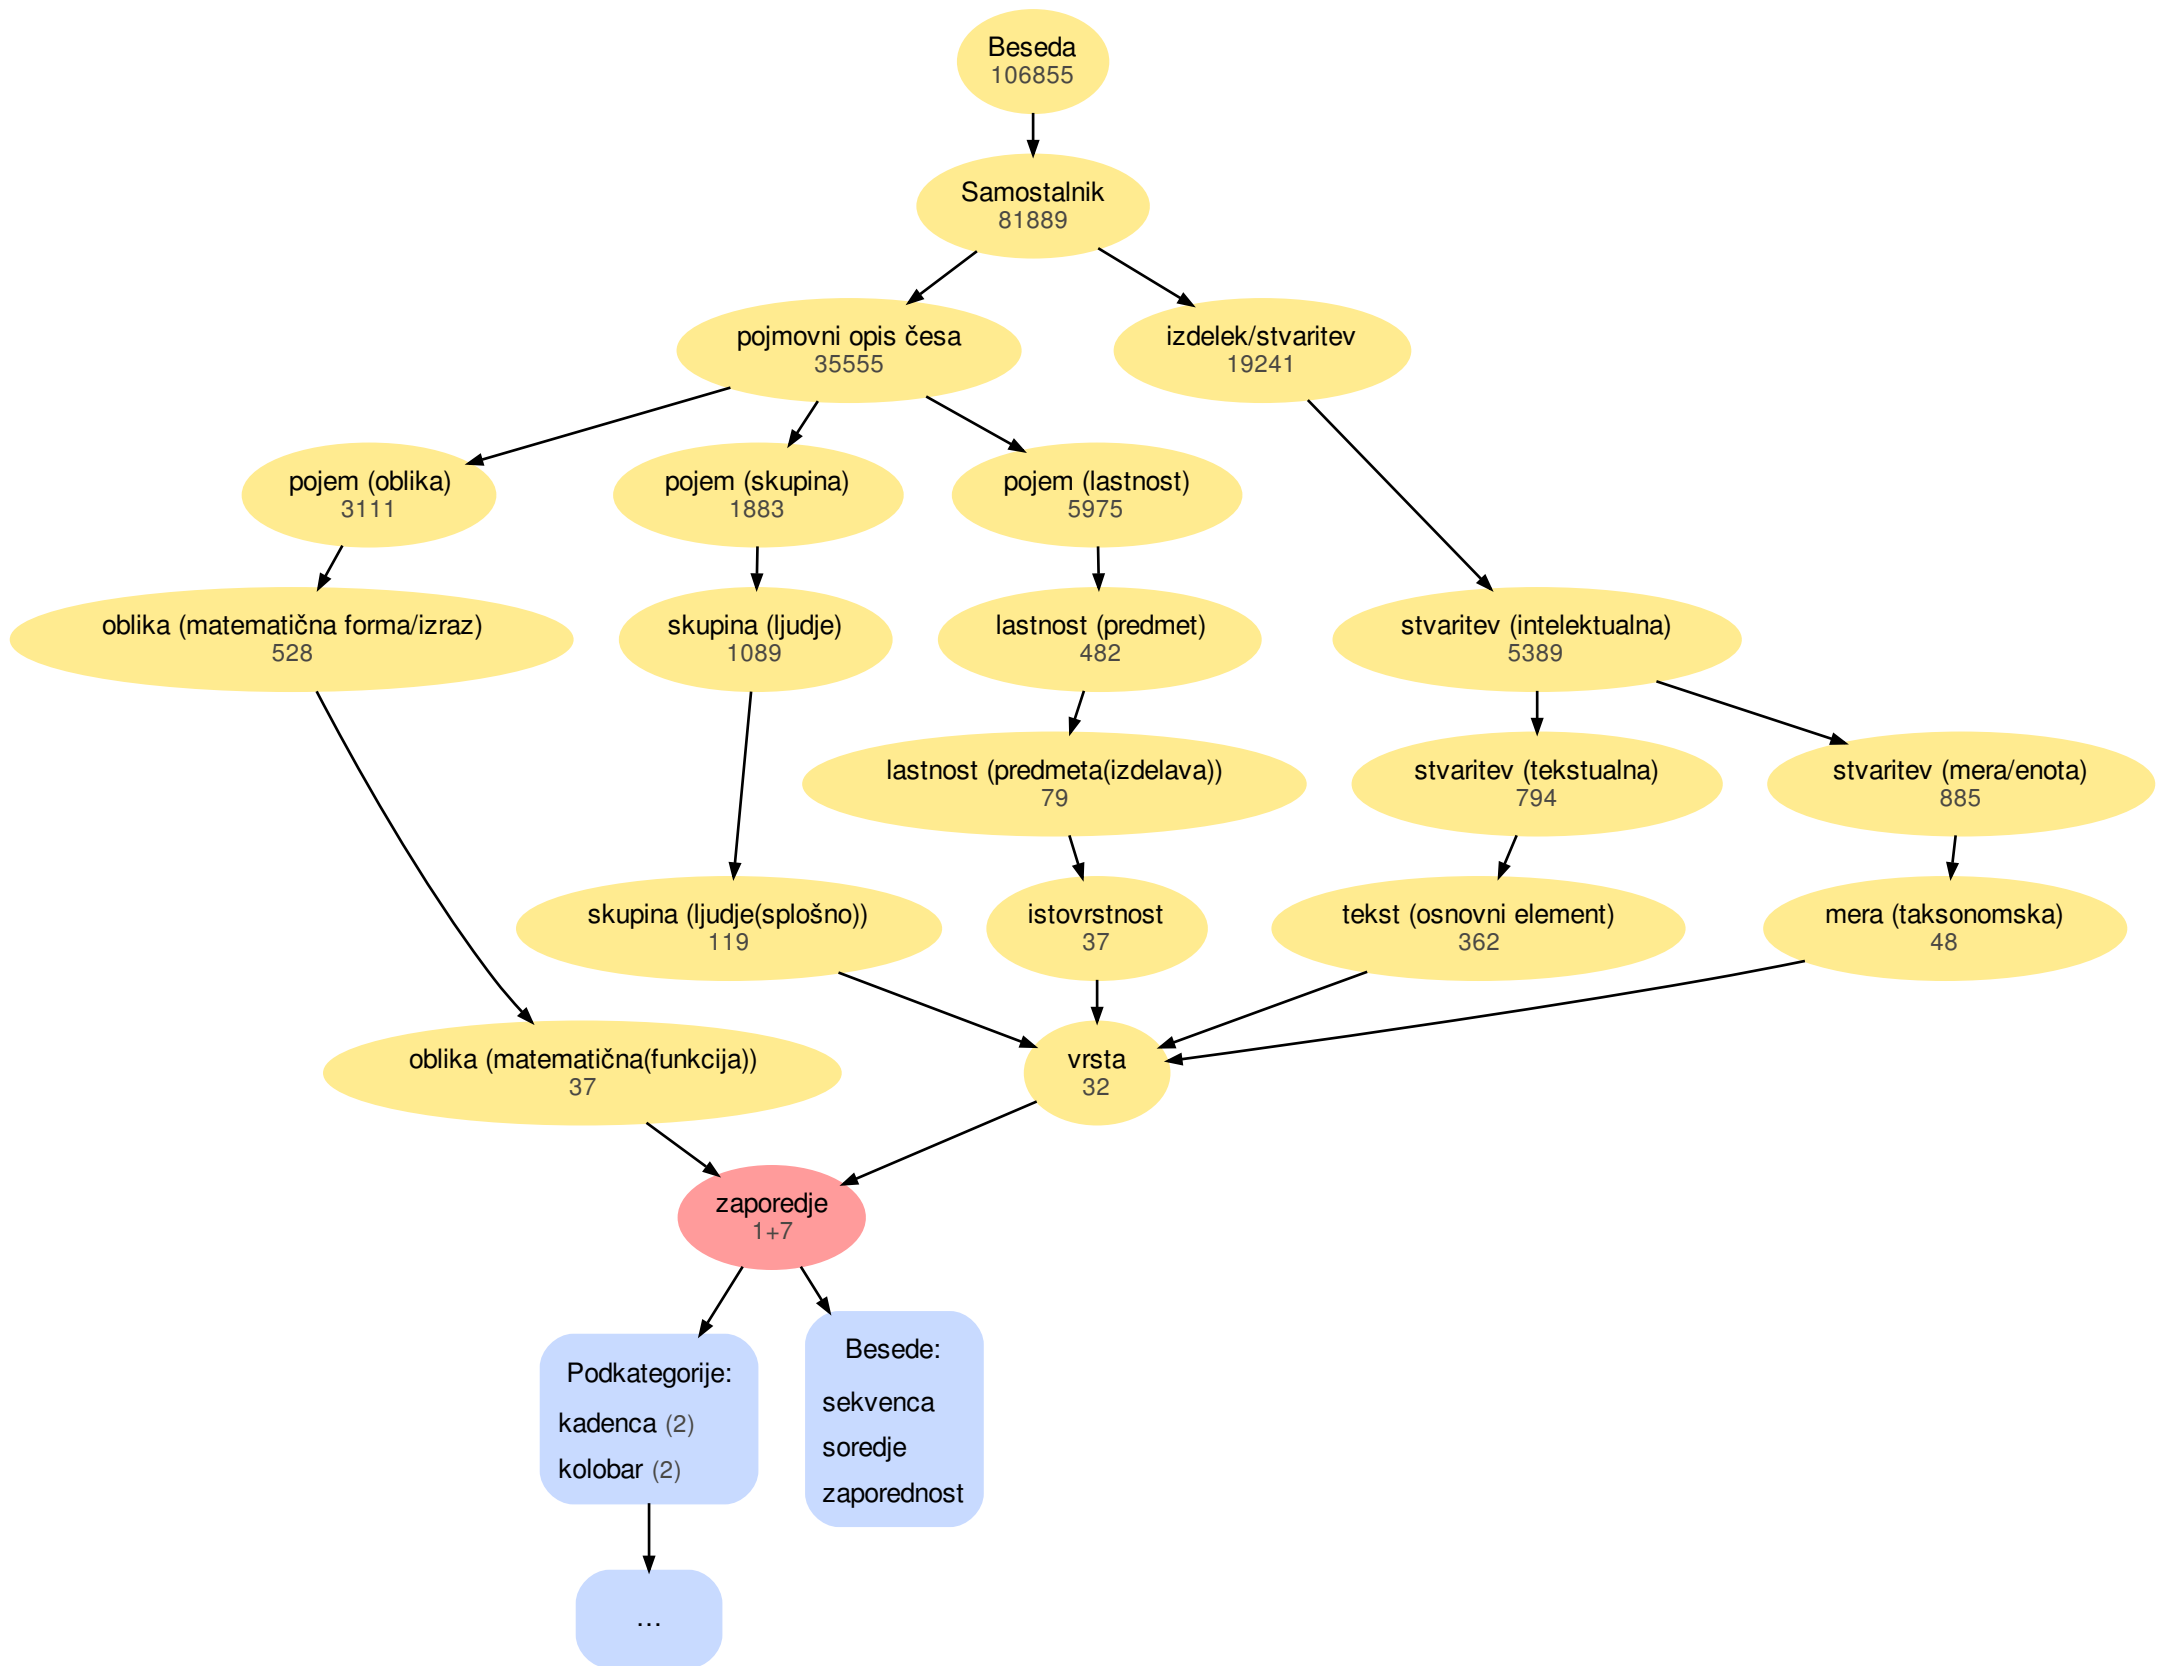 Beseda
106855
Samostalnik
81889
pojmovni opis česa
35555
izdelek/stvaritev
19241
pojem (oblika)
3111
pojem (skupina)
1883
pojem (lastnost)
5975
oblika (matematična forma/izraz)
528
skupina (ljudje)
1089
lastnost (predmet)
482
stvaritev (intelektualna)
5389
lastnost (predmeta(izdelava))
79
stvaritev (tekstualna)
794
stvaritev (mera/enota)
885
skupina (ljudje(splošno))
119
istovrstnost
37
tekst (osnovni element)
362
mera (taksonomska)
48
oblika (matematična(funkcija))
37
vrsta
32
zaporedje
1+7
Podkategorije:
kadenca (2)
kolobar (2)
Besede:
sekvenca
soredje
zaporednost
...